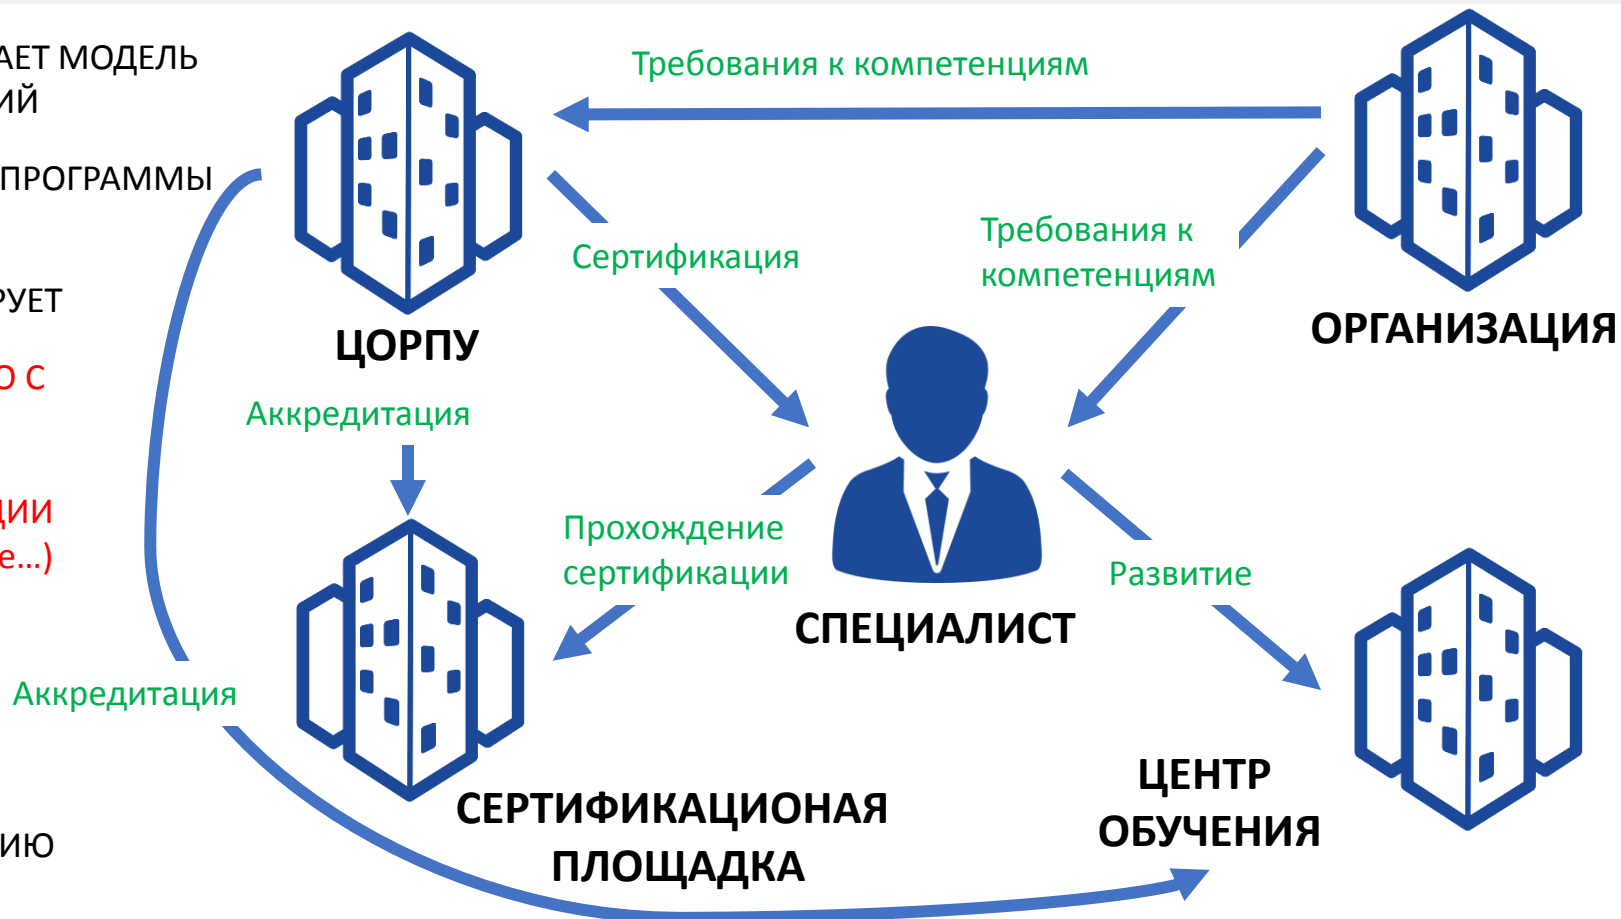 АЕТ МОДЕЛЬ
ИЙ
ПРОГРАММЫ
РУЕТ
О С
ЦИИ
е…)
ИЮ
Требования к компетенциям
Сертификация
Требования к
компетенциям
ЦОРПУ
ОРГАНИЗАЦИЯ
Аккредитация
Прохождение
сертификации
Развитие
СПЕЦИАЛИСТ
Аккредитация
СЕРТИФИКАЦИОНАЯ
ПЛОЩАДКА
ЦЕНТР
ОБУЧЕНИЯ